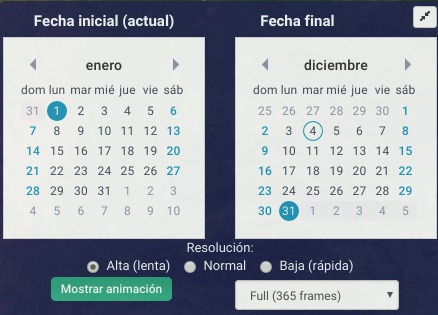 Fecha inicial (actual)
enero
dom lun mar mié jue vie sáb
31 1 2 3 4 5 6
7 8 9 10 11 12 13
14 15 16 17 18 19 20
21 22 23 24 25 26 27
28 29 30 31 1 2 3
4 5 6 7 8 9 10
Fecha final
diciembre
dom lun mar mié jue vie sáb
25 26 27 28 29 30 1
2 3 4 5 6 7 8
9 10 11 12 13 14 15
16 17 18 19 20 21 22
23 24 25 26 27 28 29
30 31 1 2 3 4 5
Resolución:
Alta (lenta) Normal Baja (rápida)
Mostrar animación
Full (365 frames)